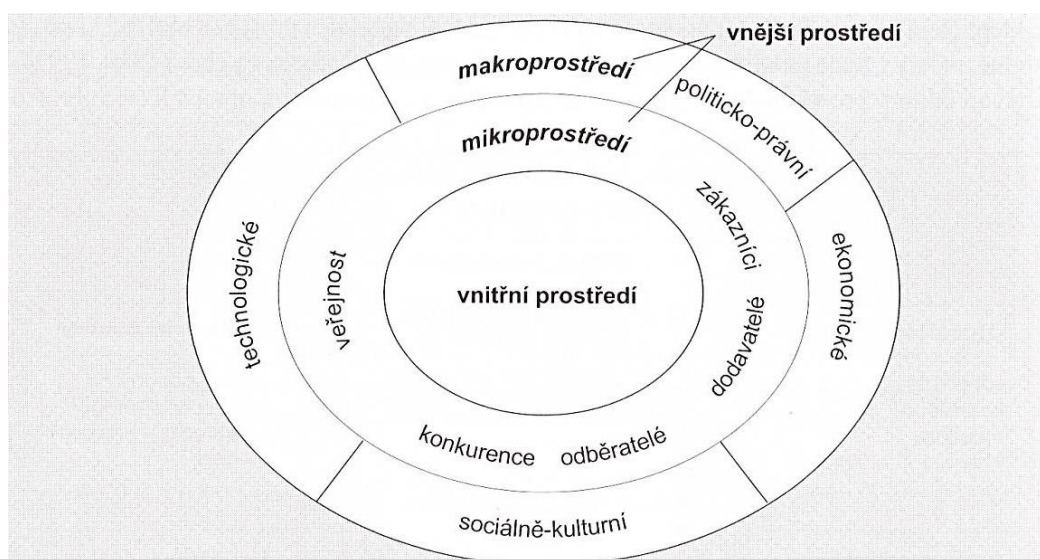 vnější prostředí
makroprostředí
politicko-právní
mikroprostředí
zákazníci
ekonomické
technologické
veřejnost
vnitřní prostředí
dodavatelé
konkurence
odběratelé
sociálně-kulturní